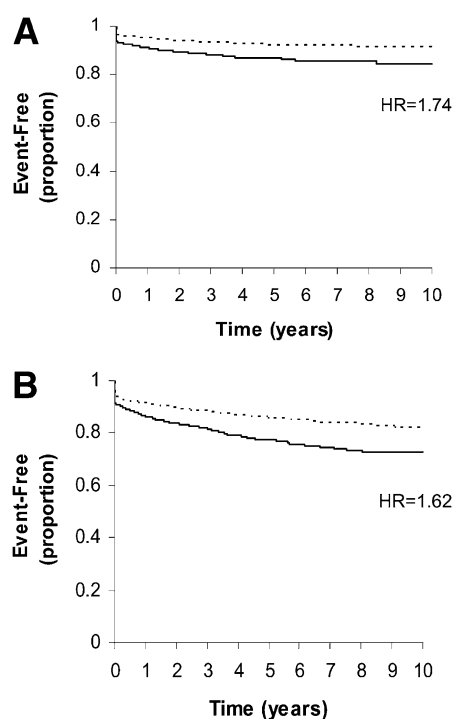 A
Event-Free
(proportion)
1
0.8
0.6
0.4
0.2
0
HR=1.74
0 1 2 3 4 5 6 7 8 9 10
Time (years)
B
Event-Free
(proportion)
1
0.8
0.6
0.4
0.2
0
HR=1.62
0 1 2 3 4 5 6 7 8 9 10
Time (years)